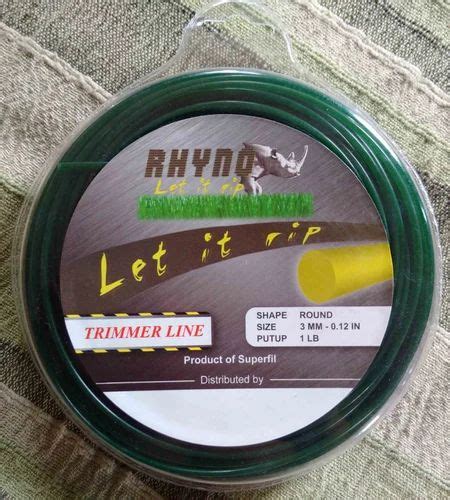 RHYNO
Let it rip
Let it rip
TRIMMER LINE
SHAPE ROUND
SIZE 3 MM - 0.12 IN
PUTUP 1 LB
Product of Superfil
Distributed by